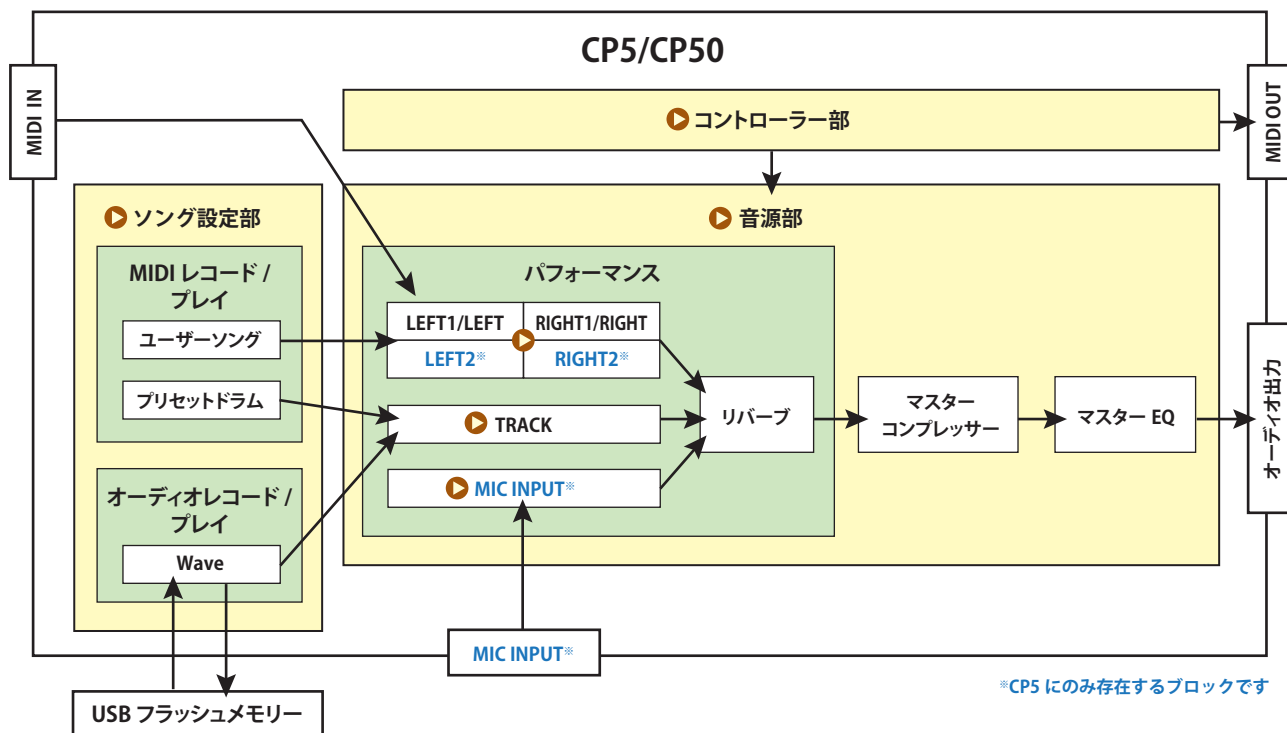 CP5/CP50
MIDI IN
コントローラー部
MIDI OUT
ソング設定部
音源部
MIDI レコード /
プレイ
ユーザーソング
プリセットドラム
パフォーマンス
LEFT1/LEFT
RIGHT1/RIGHT
LEFT2※
RIGHT2※
TRACK
MIC INPUT※
リバーブ
マスター
コンプレッサー
マスター EQ
オーディオ出力
オーディオレコード /
プレイ
Wave
MIC INPUT※
※CP5 にのみ存在するブロックです
USB フラッシュメモリー